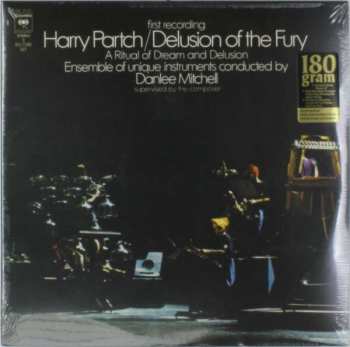 first recording
Harry Partch/Delusion of the Fury
A Ritual of Dream and Delusion
Ensemble of unique instruments conducted by
Danlee Mitchell
supervised by the composer
180
gram